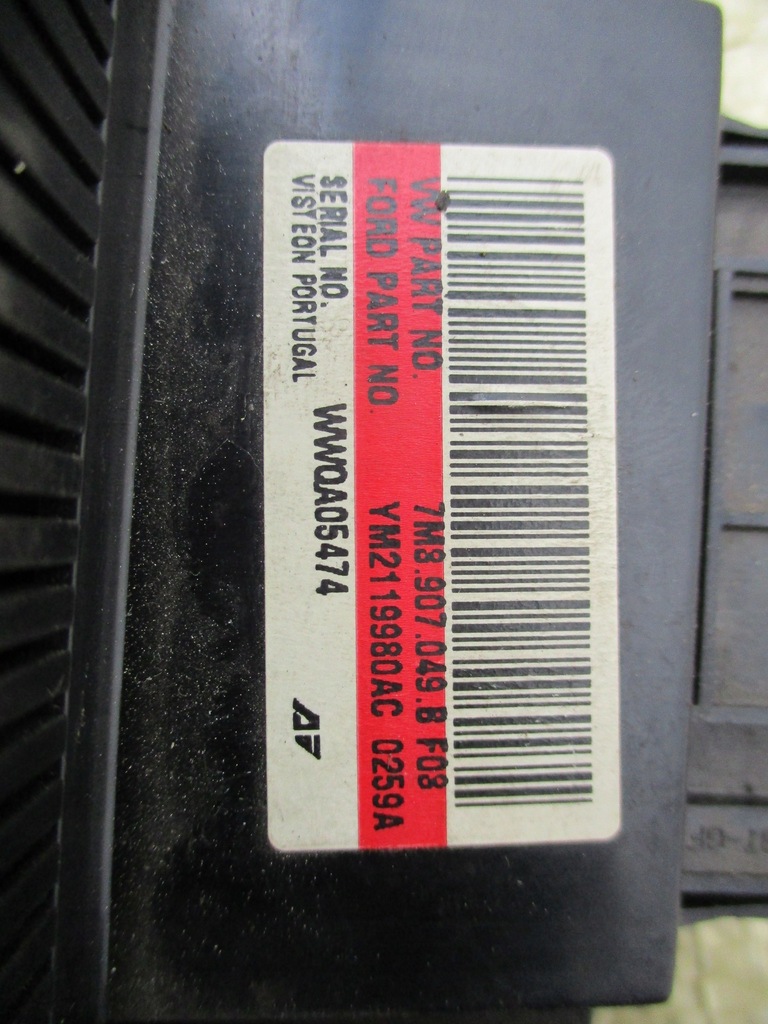 VW PART NO. 7M8.907.049.B F08
FORD PART NO. YM2119980AC 0259A
SERIAL NO. WWQA05474
VISTEON PORTUGAL